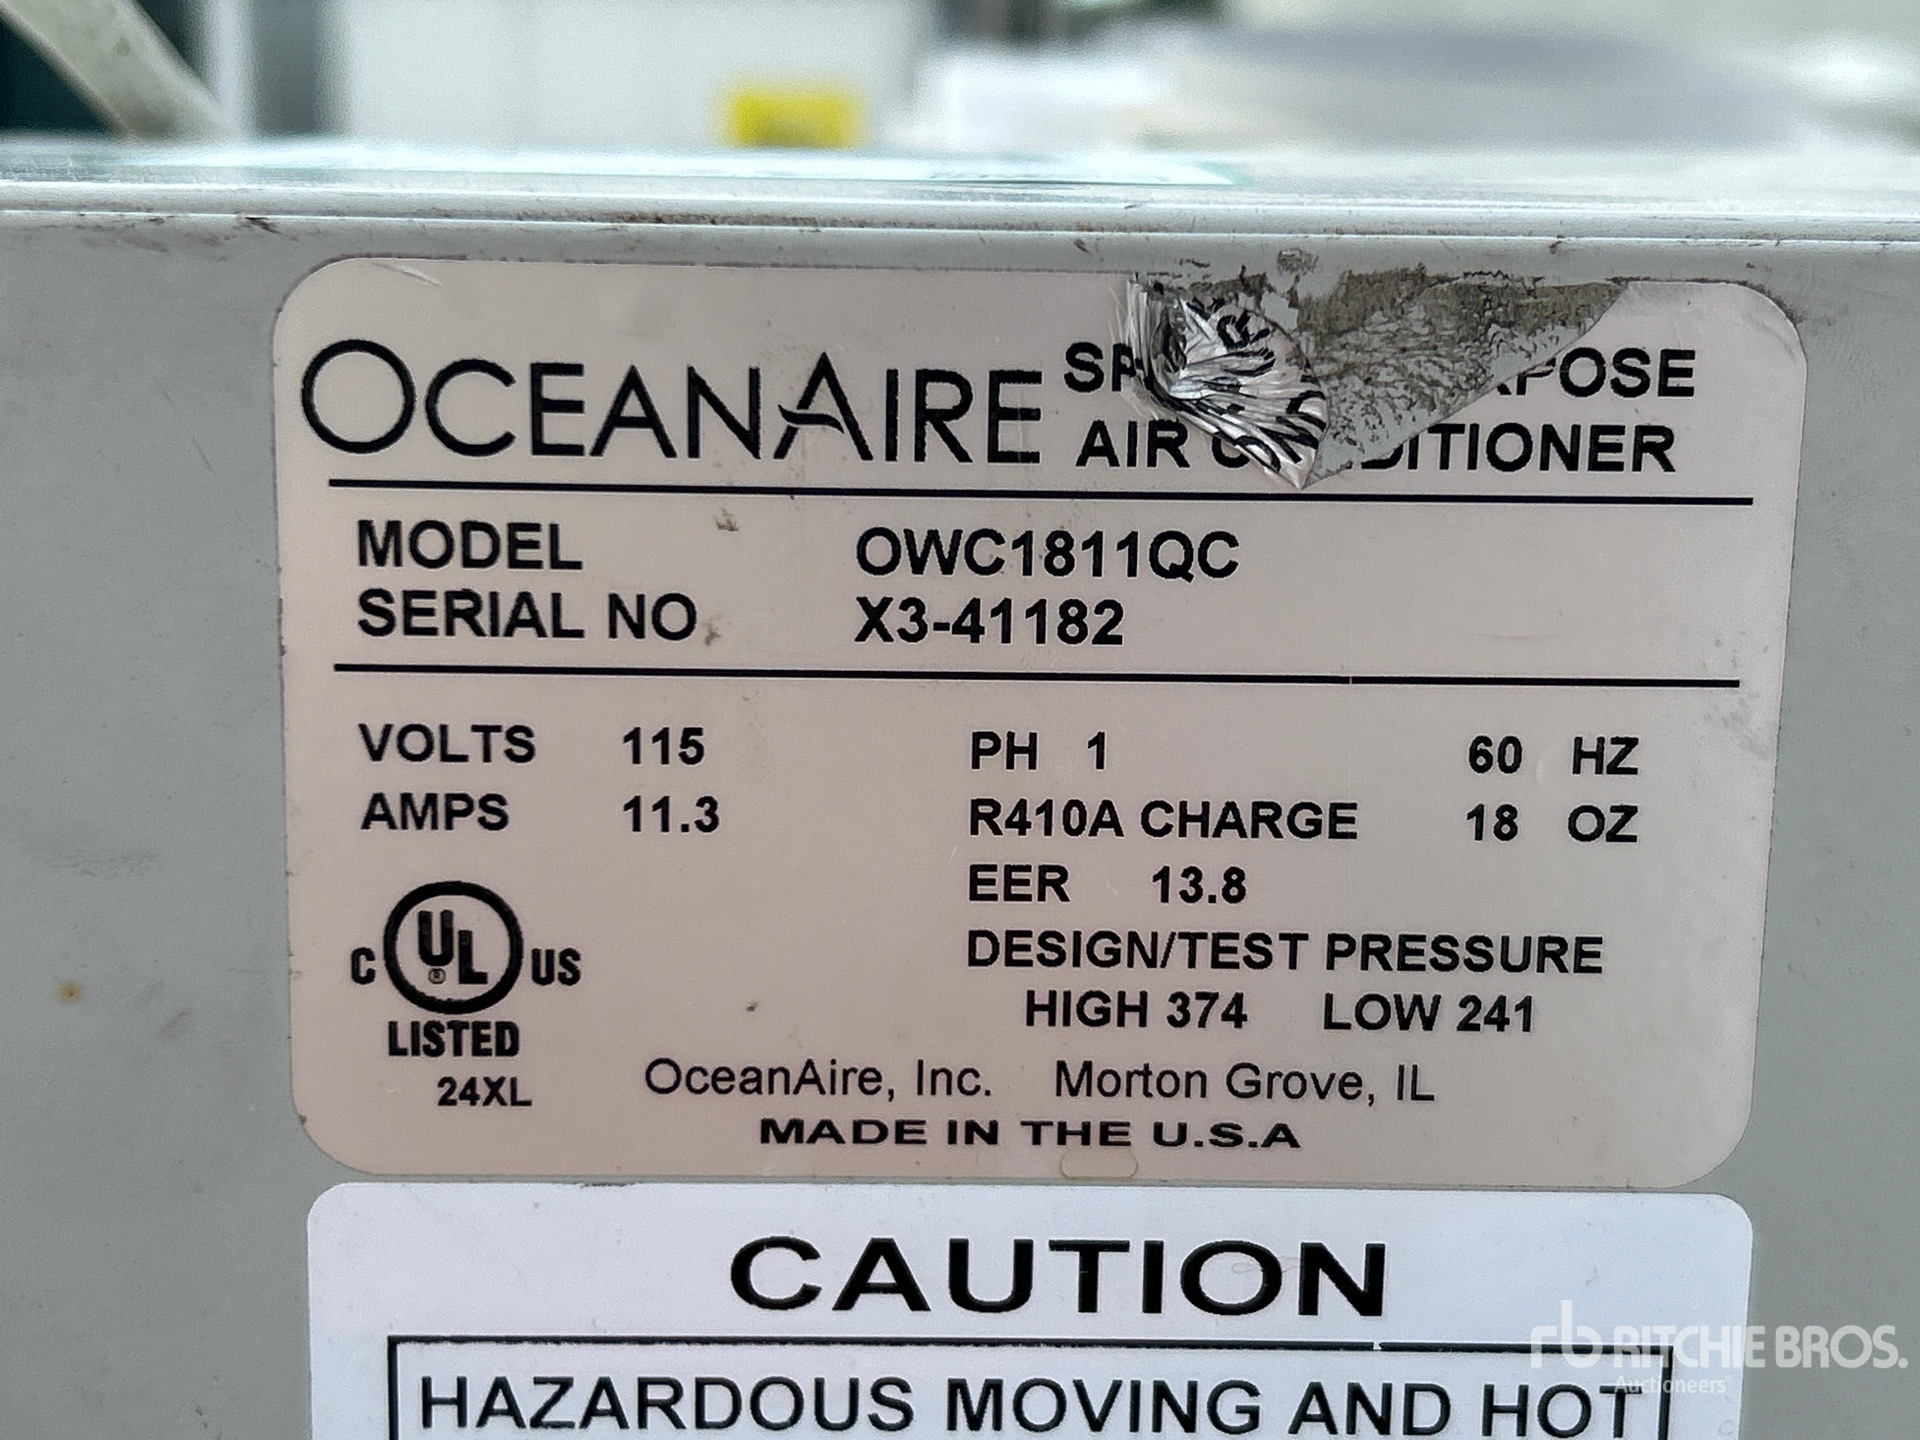 OCEANAIRE
AIR
MODEL OWC1811QC
SERIAL NO X3-41182
VOLTS 115 PH 1 60 HZ
AMPS 11.3 R410A CHARGE 18 OZ
EER 13.8
DESIGN/TEST PRESSURE
HIGH 374 LOW 241
C UL® US
LISTED
24XL
OceanAire, Inc. Morton Grove, IL
MADE IN THE U.S.A
CAUTION
HAZARDOUS MOVING AND HOT
rb RITCHIE BROS.
Auctioneers